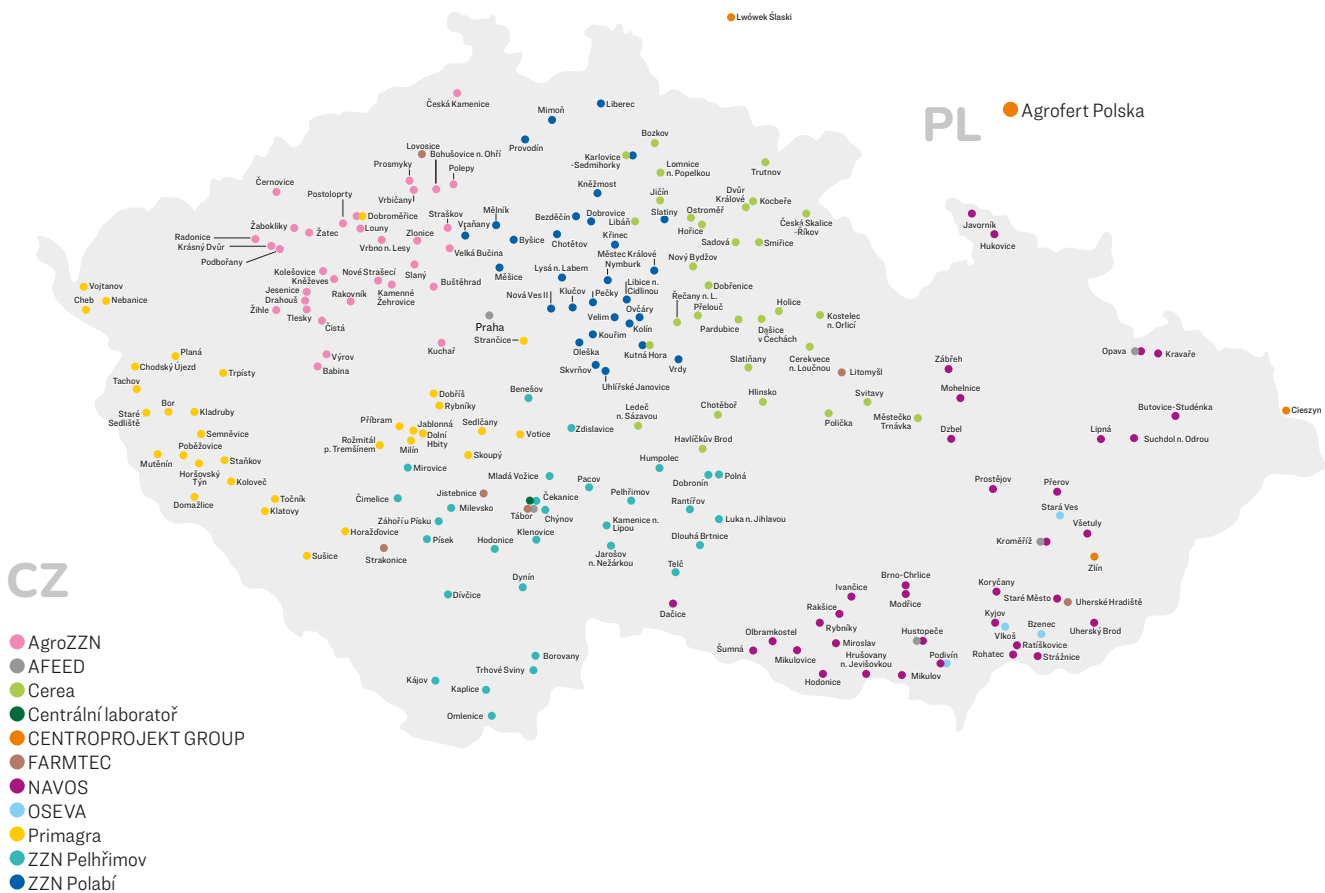 Lwówek Śląski
PL
Agrofert Polska
Česká Kamenice
Liberec
Mimoň
Provodín
Bozkov
Karlovice
-Sedmihorky
Lomnice
n. Popelkou
Trutnov
Lovosice
Bohušovice n. Ohří
Prosmyky
Polepy
Vrbičany
Černovice
Postoloprty
Dobroměřice
Louny
Žabokliky
Žatec
Radonice
Krásný Dvůr
Podbořany
Vrbno n. Lesy
Zlonice
Straškov
Vraňany
Mělník
Velká Bučina
Byšice
Měšice
Kněžmost
Bezděčín
Dobrovice
Chotětov
Libáň
Jičín
Slatiny
Ostroměř
Hořice
Dvůr
Králové
Kocbeře
Česká Skalice
-Říkov
Sadová
Smiřice
Křinec
Městec Králové
Nymburk
Nový Bydžov
Javorník
Hukovice
Kolešovice
Kněževes
Jesenice
Drahouš
Žihle
Tlesky
Čistá
Rakovník
Nové Strašecí
Kamenné
Žehrovice
Slaný
Buštěhrad
Lysá n. Labem
Nová Ves II
Klučov
Pečky
Libice n.
Cidlinou
Ovčáry
Velim
Kolín
Kouřim
Oleška
Kutná Hora
Skvrňov
Uhlířské Janovice
Vrdy
Řečany n. L.
Přelouč
Dobřenice
Pardubice
Holice
Dašice
v Čechách
Kostelec
n. Orlicí
Cerekvece
n. Loučnou
Slatiňany
Litomyšl
Vojtanov
Cheb
Nebanice
Praha
Strančice
Kuchař
Výrov
Babina
Planá
Chodský Újezd
Trpísty
Tachov
Bor
Staré
Sedliště
Kladruby
Semněvice
Poběžovice
Mutěnín
Horšovský
Týn
Staňkov
Koloveč
Domažlice
Točník
Klatovy
Sušice
Horažďovice
Strakonice
Dobříš
Rybníky
Příbram
Jablonná
Dolní
Hbity
Milín
Rožmitál
p. Tremšínem
Sedlčany
Skoupý
Votice
Benešov
Zdislavice
Ledeč
n. Sázavou
Chotěboř
Hlinsko
Havlíčkův Brod
Svitavy
Polička
Městečko
Trnávka
Zábřeh
Mohelnice
Dzbel
Opava
Kravaře
Butovice-Studénka
Lipná
Suchdol n. Odrou
Cieszyn
Mirovice
Čimelice
Jistebnice
Milevsko
Záhoří u Písku
Písek
Mladá Vožice
Čekanice
Tábor
Chýnov
Klenovice
Hodonice
Pacov
Pelhřimov
Humpolec
Kamenice n.
Lipou
Jarošov
n. Nežárkou
Dobronín
Polná
Rantířov
Luka n. Jihlavou
Dlouhá Brtnice
Telč
Dačice
Dynín
Dívčice
Borovany
Trhové Sviny
Kájov
Kaplice
Omlenice
Prostějov
Přerov
Stará Ves
Všetuly
Kroměříž
Zlín
Koryčany
Staré Město
Uherské Hradiště
Uherský Brod
Kyjov
Vlkoš
Bzenec
Ratíškovice
Rohatec
Strážnice
Brno-Chrlice
Modřice
Ivančice
Rakšice
Rybníky
Olbramkostel
Šumná
Mikulovice
Miroslav
Hodonice
Hrušovany
n. Jevišovkou
Hustopeče
Podivín
Mikulov
CZ
AgroZZN
AFEED
Cerea
Centrální laboratoř
CENTROPROJEKT GROUP
FARMTEC
NAVOS
OSEVA
Primagra
ZZN Pelhřimov
ZZN Polabí